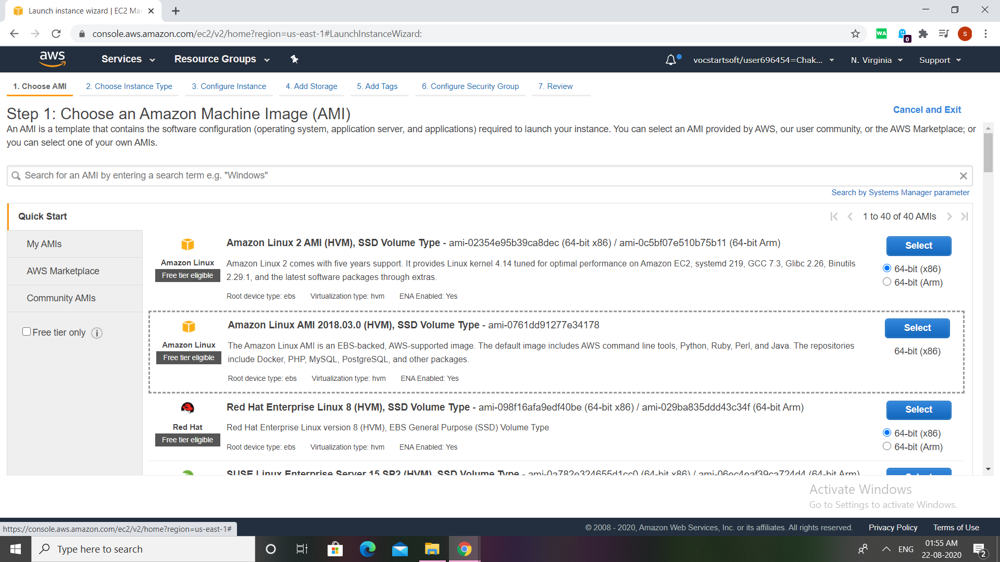 Launch instance wizard | EC2 Mar
console.aws.amazon.com/ec2/v2/home?region=us-east-1#LaunchInstanceWizard:
WA
0
s
aws
Services
Resource Groups
vocstartsoft/user696454=Chak...
N. Virginia
Support
1. Choose AMI
2. Choose Instance Type
3. Configure Instance
4. Add Storage
5. Add Tags
6. Configure Security Group
7. Review
Step 1: Choose an Amazon Machine Image (AMI)
Cancel and Exit
An AMI is a template that contains the software configuration (operating system, application server, and applications) required to launch your instance. You can select an AMI provided by AWS, our user community, or the AWS Marketplace; or
you can select one of your own AMIs.
Search for an AMI by entering a search term e.g. "Windows"
Search by Systems Manager parameter
Quick Start
1 to 40 of 40 AMIs
My AMIs
AWS Marketplace
Community AMIs
Free tier only
Amazon Linux
Free tier eligible
Amazon Linux 2 AMI (HVM), SSD Volume Type - ami-02354e95b39ca8dec (64-bit x86) / ami-0c5bf07e510b75b11 (64-bit Arm)
Amazon Linux 2 comes with five years support. It provides Linux kernel 4.14 tuned for optimal performance on Amazon EC2, systemd 219, GCC 7.3, Glibc 2.26, Binutils
2.29.1, and the latest software packages through extras.
Root device type: ebs Virtualization type: hvm ENA Enabled: Yes
Select
64-bit (x86)
64-bit (Arm)
Amazon Linux
Free tier eligible
Amazon Linux AMI 2018.03.0 (HVM), SSD Volume Type - ami-0761dd91277e34178
The Amazon Linux AMI is an EBS-backed, AWS-supported image. The default image includes AWS command line tools, Python, Ruby, Perl, and Java. The repositories
include Docker, PHP, MySQL, PostgreSQL, and other packages.
Root device type: ebs Virtualization type: hvm ENA Enabled: Yes
Select
64-bit (x86)
Red Hat
Free tier eligible
Red Hat Enterprise Linux 8 (HVM), SSD Volume Type - ami-098f16afa9edf40be (64-bit x86) / ami-029ba835ddd43c34f (64-bit Arm)
Red Hat Enterprise Linux version 8 (HVM), EBS General Purpose (SSD) Volume Type
Root device type: ebs Virtualization type: hvm ENA Enabled: Yes
Select
64-bit (x86)
64-bit (Arm)
SUSE Linux Enterprise Server 15 SP2 (HVM), SSD Volume Type - ami-0a782e324655d1cc0 (64-bit x86) / ami-06ec4eaf39ca724d4 (64-bit Arm)
Select
Activate Windows
Go to Settings to activate Windows.
https://console.aws.amazon.com/ec2/v2/home?region=us-east-1#
© 2008 - 2020, Amazon Web Services, Inc. or its affiliates. All rights reserved.
Privacy Policy
Terms of Use
Type here to search
ENG
01:55 AM
22-08-2020
2